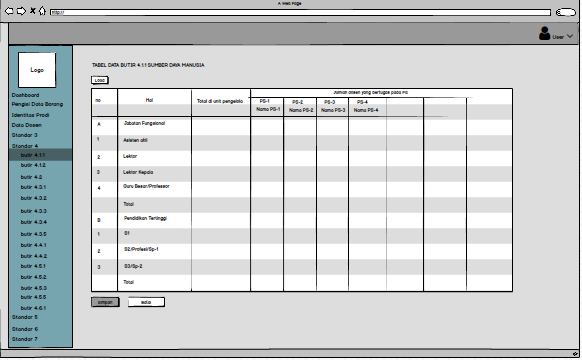 A Web Page
http://
User
Logo
Dashboard
Pengisi Data Borang
Identitas Prodi
Data Dosen
Standar 3
Standar 4
butir 4.1.1
butir 4.1.2
butir 4.2
butir 4.3.1
butir 4.3.2
butir 4.3.3
butir 4.3.4
butir 4.3.5
butir 4.4.1
butir 4.4.2
butir 4.5.1
butir 4.5.2
butir 4.5.3
butir 4.5.5
butir 4.6.1
Standar 5
Standar 6
Standar 7
TABEL DATA BUTIR 4.1.1 SUMBER DAYA MANUSIA
Load
no Hal Total di unit pengelola Jumlah dosen yang bertugas pada PS
PS-1 PS-2 PS-3 PS-4
Nama PS-1 Nama PS-2 Nama PS-3 Nama PS-4
A Jabatan Fungsional
1 Asisten ahli
2 Lektor
3 Lektor Kepala
4 Guru Besar/Professor
Total
B Pendidikan Tertinggi
1 S1
2 S2/Profesi/Sp-1
3 S3/Sp-2
Total
Simpan Batal